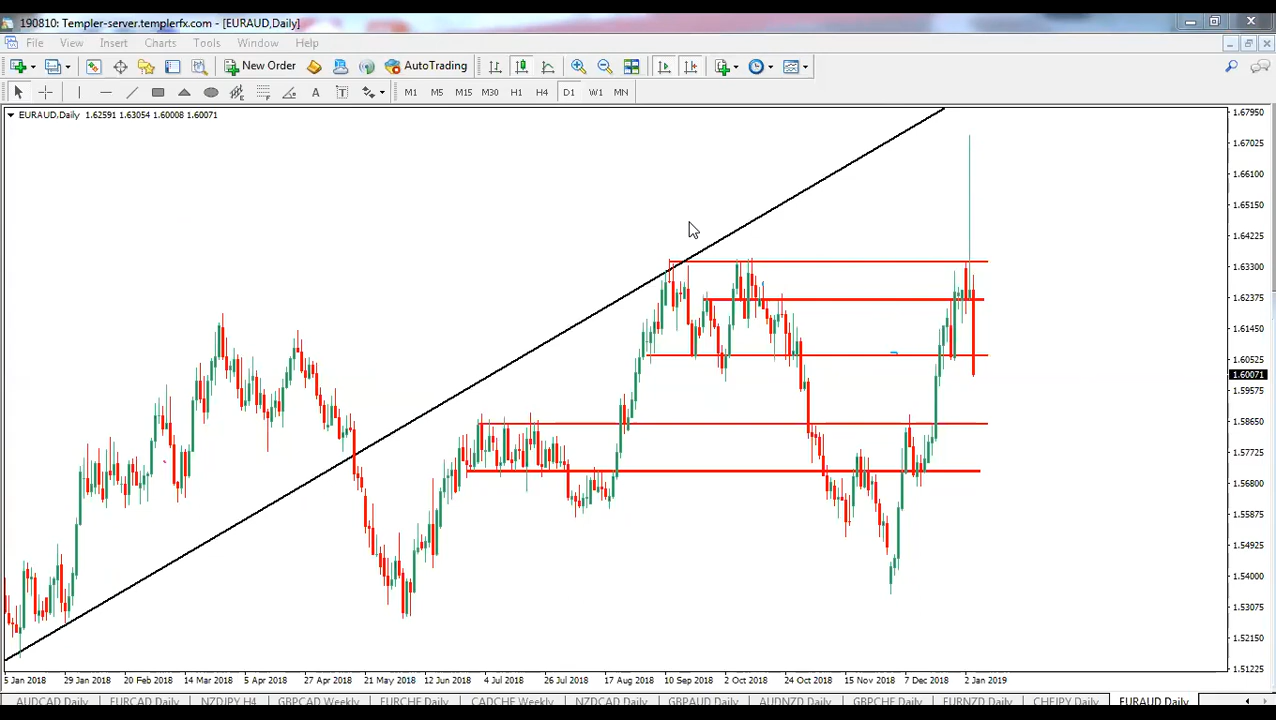 190810: Templer-server.templerfx.com - [EURAUD,Daily]
File View Insert Charts Tools Window Help
New Order AutoTrading
A T M1 M5 M15 M30 H1 H4 D1 W1 MN
EURAUD,Daily 1.62591 1.63054 1.60008 1.60071
1.67950
1.67025
1.66100
1.65150
1.64225
1.63300
1.62375
1.61450
1.60525
1.60071
1.59575
1.58650
1.57725
1.56800
1.55875
1.54925
1.54000
1.53075
1.52150
1.51225
5 Jan 2018 29 Jan 2018 20 Feb 2018 14 Mar 2018 5 Apr 2018 27 Apr 2018 21 May 2018 12 Jun 2018 4 Jul 2018 26 Jul 2018 17 Aug 2018 10 Sep 2018 2 Oct 2018 24 Oct 2018 15 Nov 2018 7 Dec 2018 2 Jan 2019
AUDCAD,Daily EURCAD,Daily NZDJPY,H4 GBPCAD,Weekly EURCHF,Daily CADCHF,Weekly NZDCAD,Daily GBPAUD,Daily AUDNZD,Daily GBPCHF,Daily EURNZD,Daily CHFJPY,Daily EURAUD,Daily